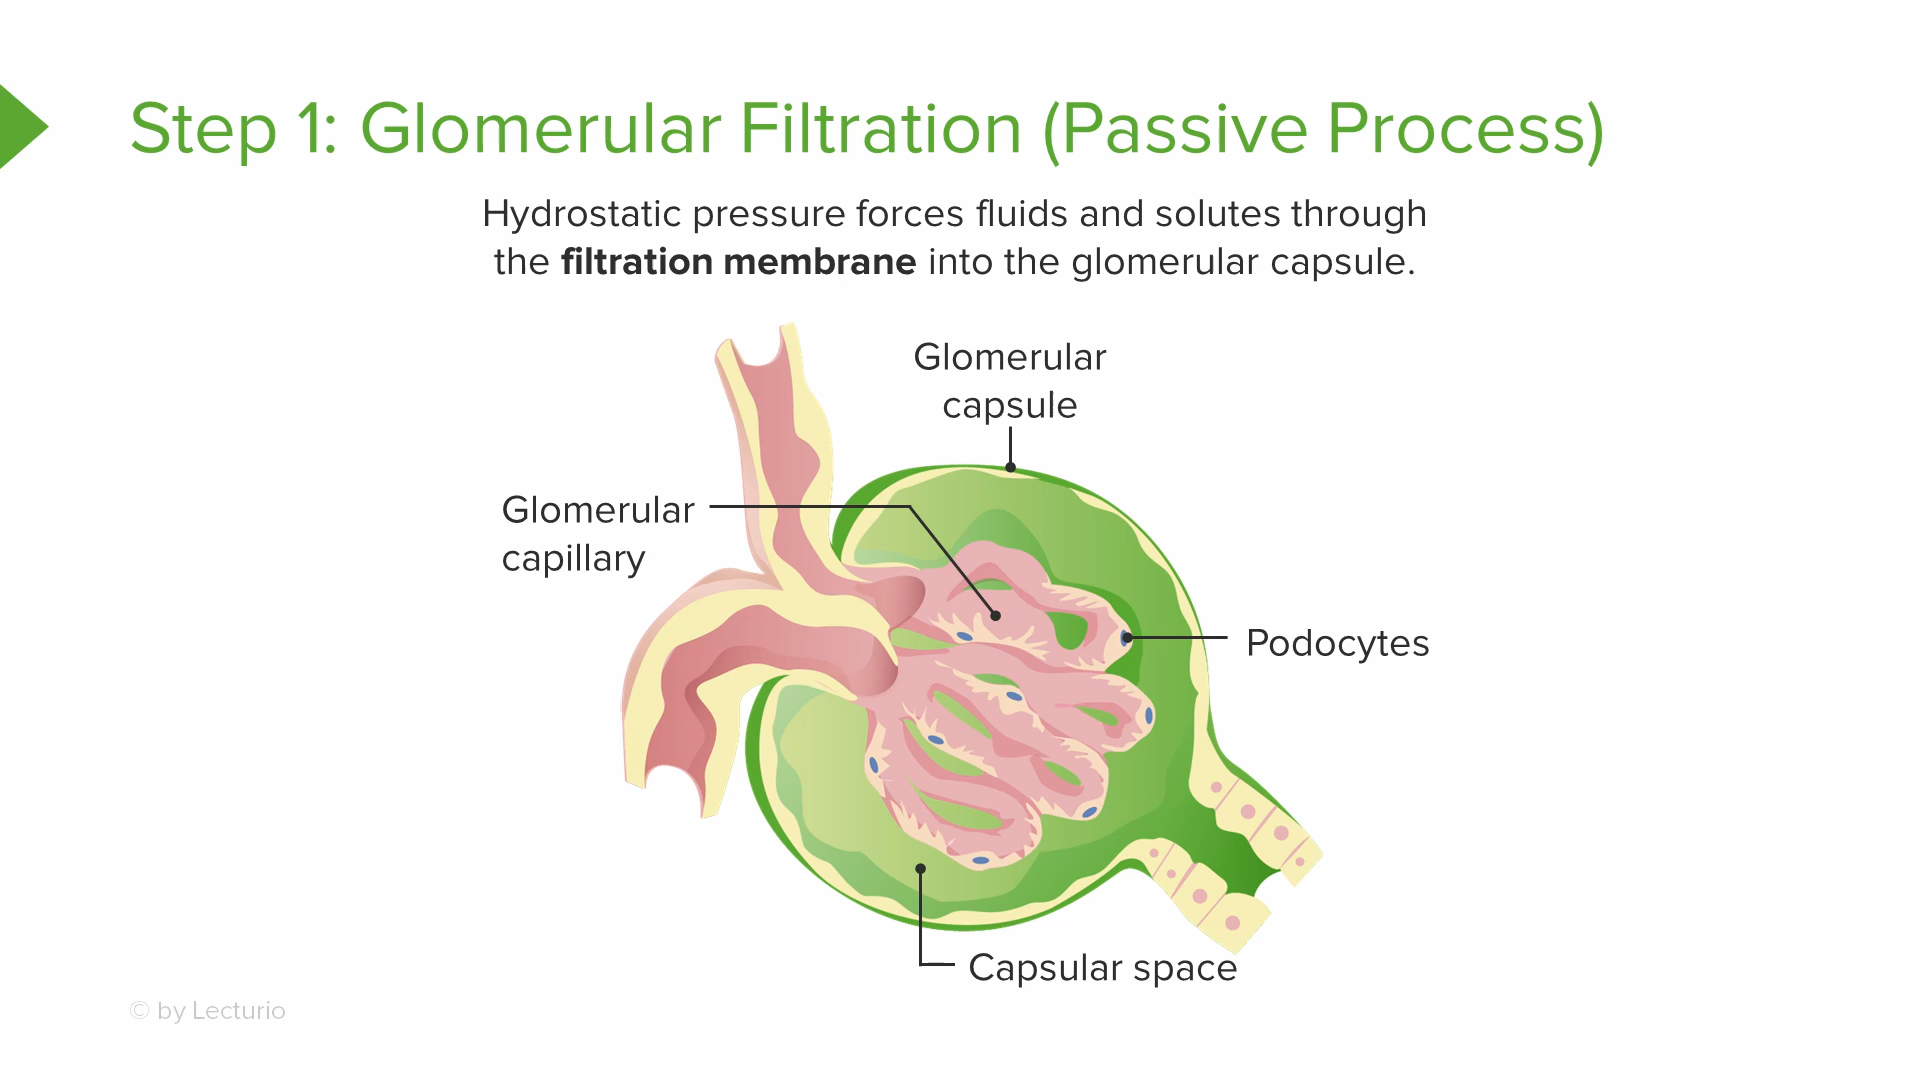 Step 1: Glomerular Filtration (Passive Process)
Hydrostatic pressure forces fluids and solutes through
the filtration membrane into the glomerular capsule.
Glomerular
capsule
Glomerular
capillary
Podocytes
Capsular space
© by Lecturio